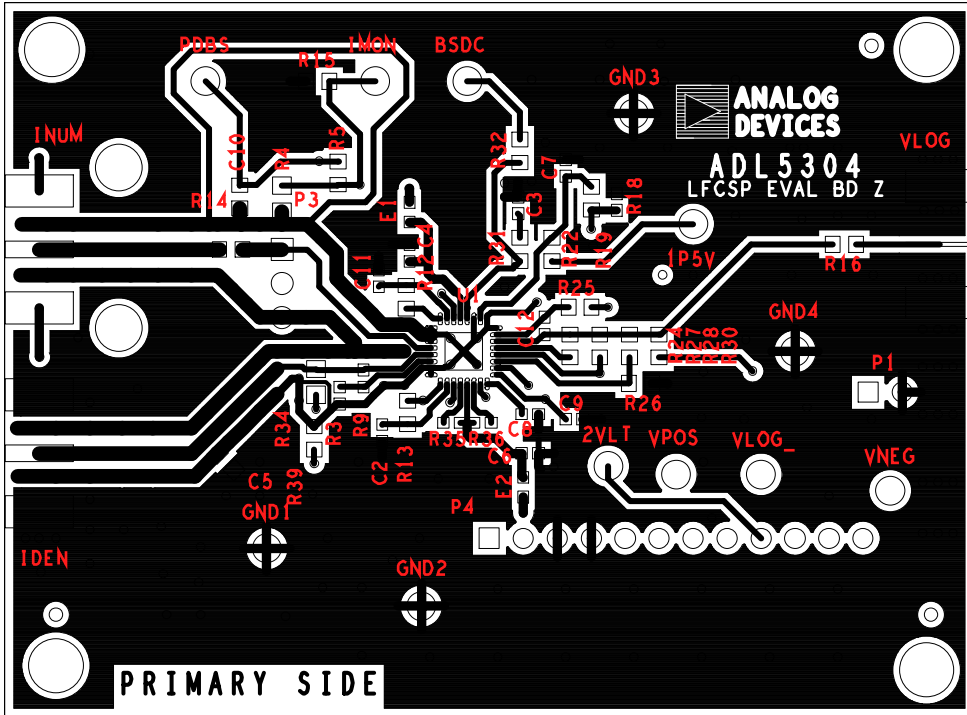 PDBS
IMON
BSDC
R15
GND3
ANALOG
DEVICES
INUM
VLOG
C10
R4
R5
R32
C7
ADL5304
LFCSP EVAL BD Z
R14
P3
E1
C4
C3
R18
R31
R22
R19
1P5V
R16
C11
R12
U1
R25
GND4
C12
R24
R27
R28
R30
P1
R34
R3
R9
R26
C9
C8
R35
R36
2VLT
VPOS
VLOG_
VNEG
C2
R13
C6
C5
R39
E2
P4
GND1
IDEN
GND2
PRIMARY SIDE